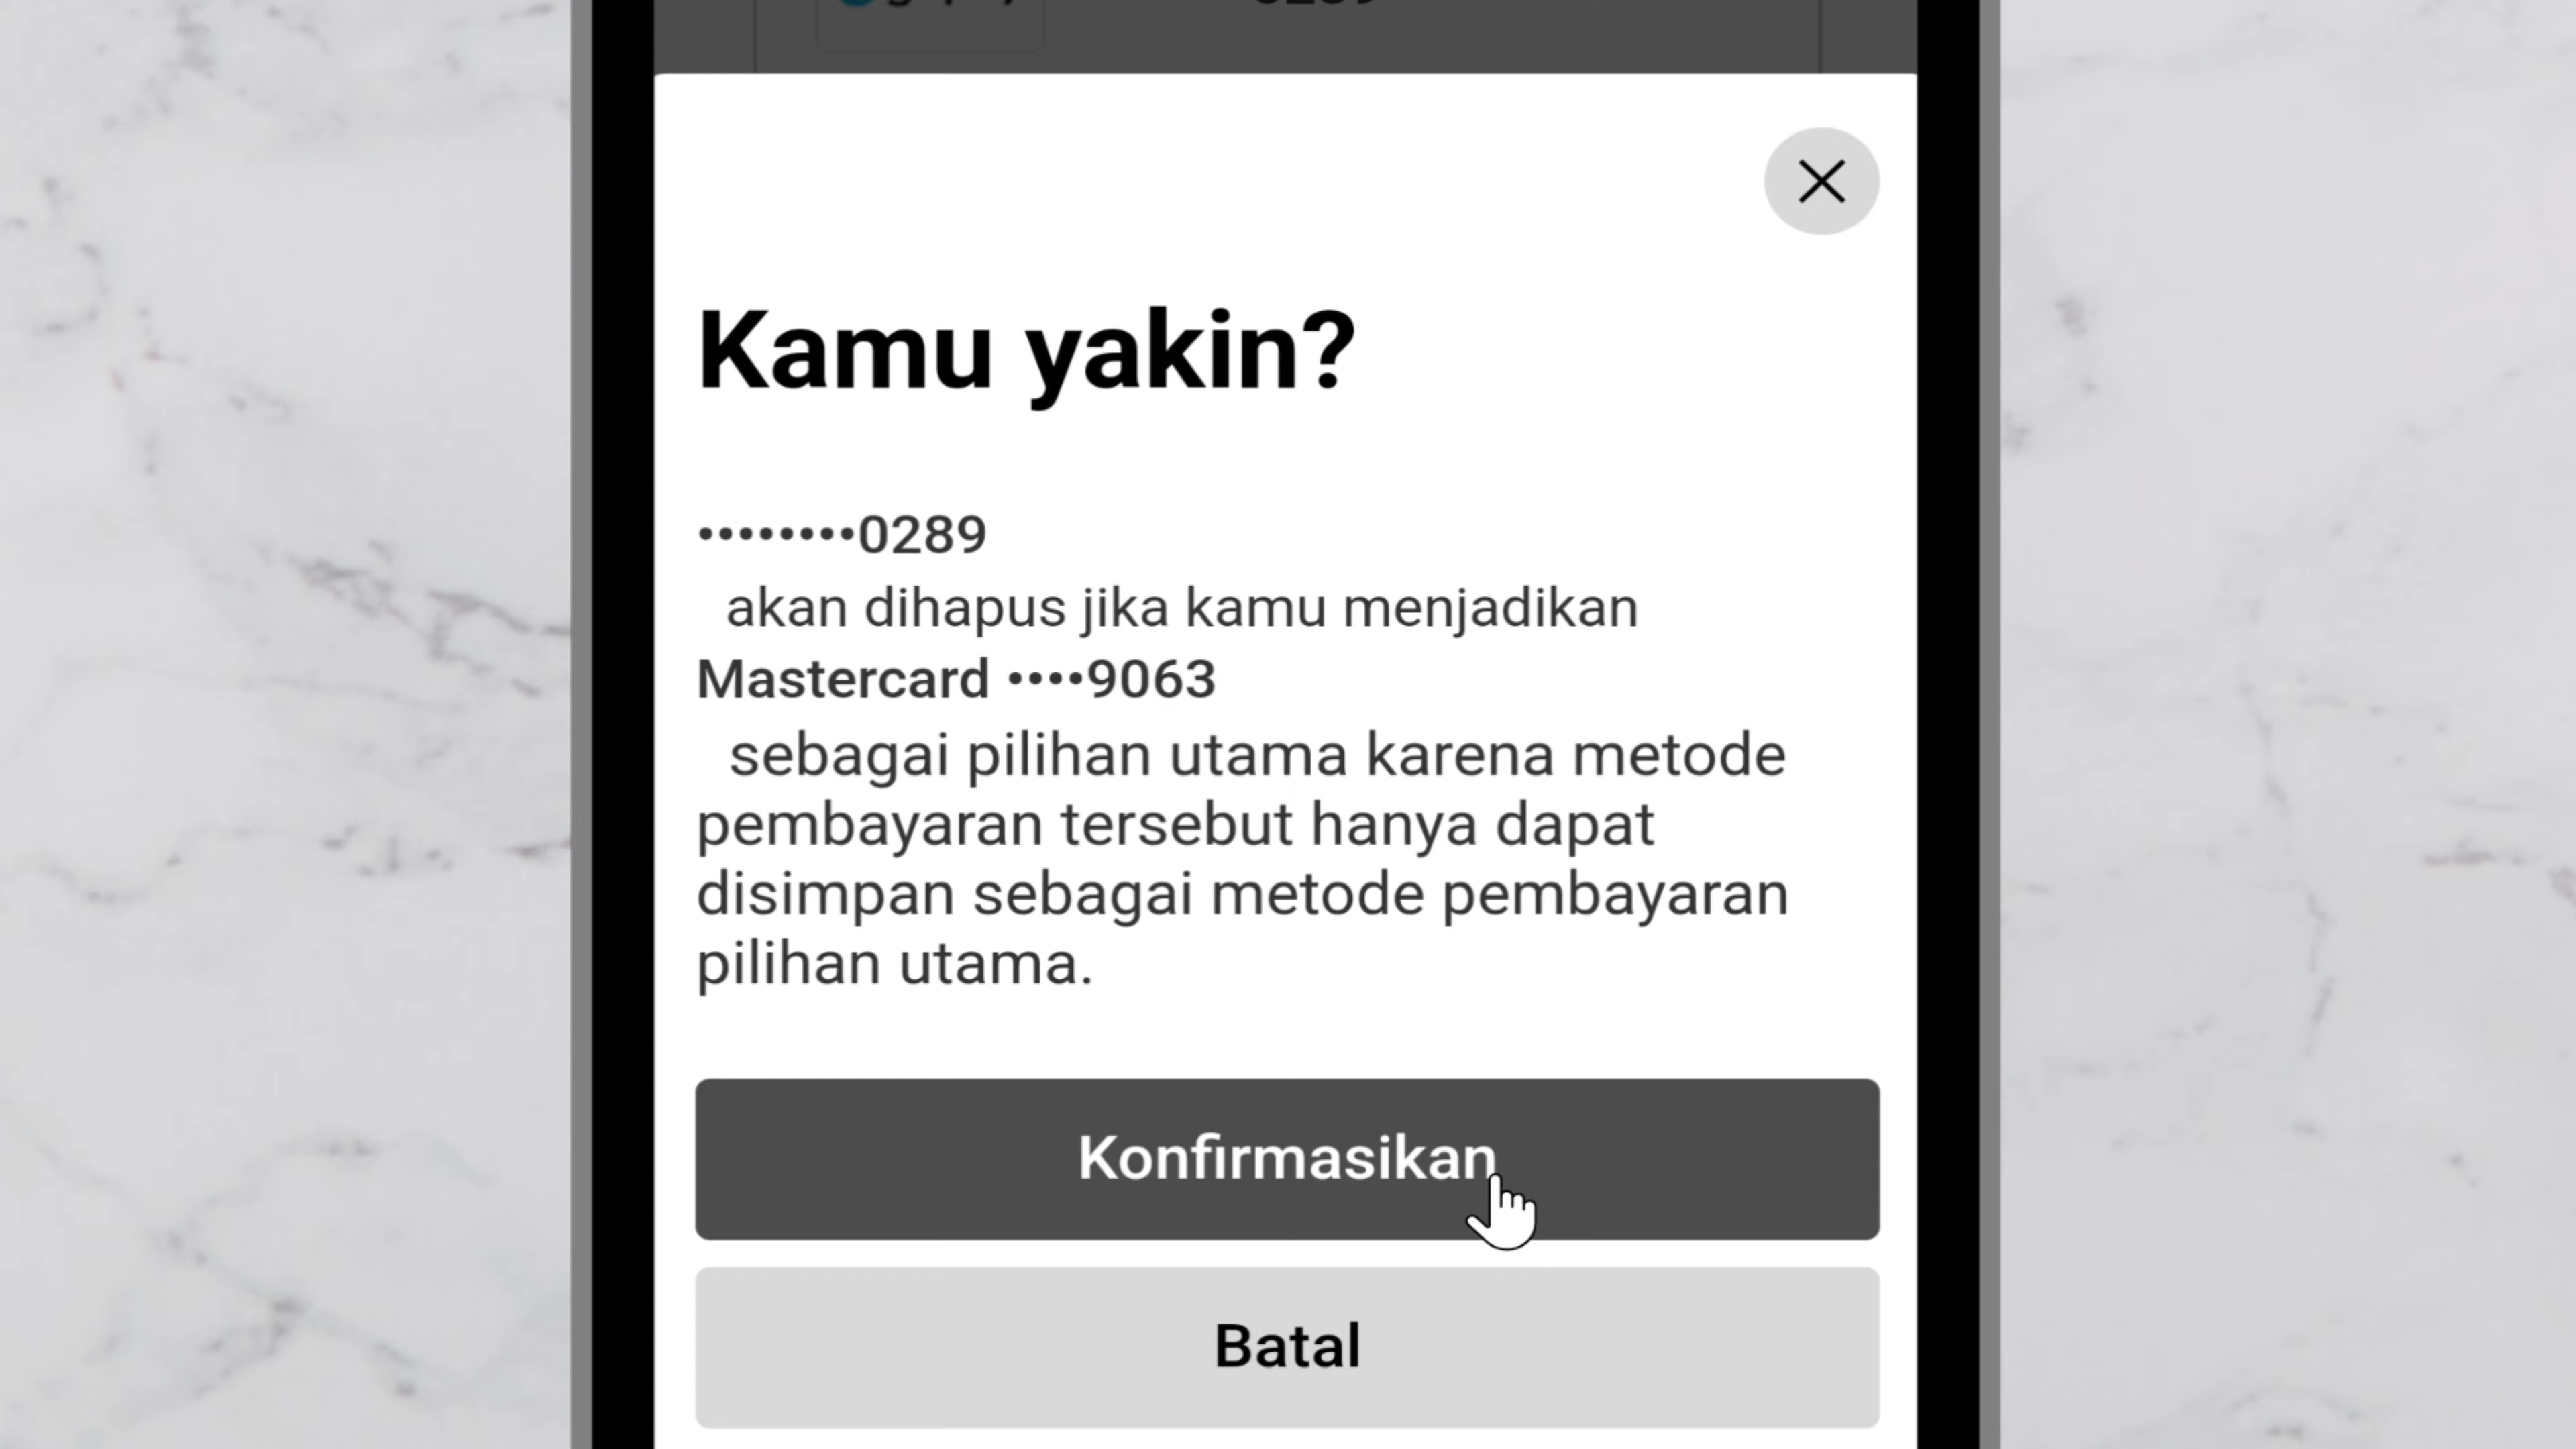 Kamu yakin?
••••••••0289
akan dihapus jika kamu menjadikan
Mastercard ••••9063
sebagai pilihan utama karena metode
pembayaran tersebut hanya dapat
disimpan sebagai metode pembayaran
pilihan utama.
Konfirmasikan
Batal